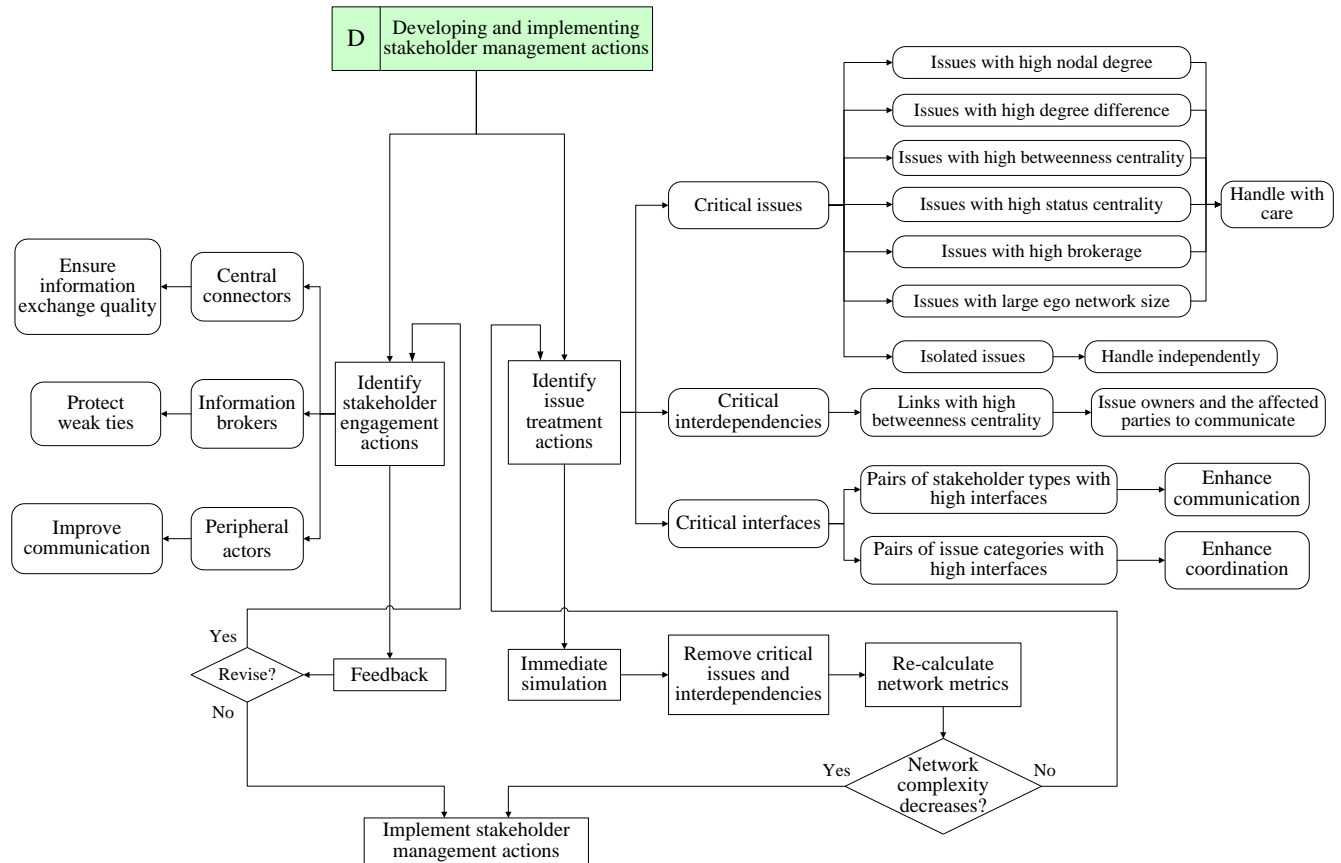 D
Developing and implementing
stakeholder management actions
Issues with high nodal degree
Issues with high degree difference
Issues with high betweenness centrality
Critical issues
Issues with high status centrality
Handle with
care
Issues with high brokerage
Issues with large ego network size
Isolated issues
Handle independently
Ensure
information
exchange quality
Central
connectors
Protect
weak ties
Information
brokers
Identify
stakeholder
engagement
actions
Identify
issue
treatment
actions
Critical
interdependencies
Links with high
betweenness centrality
Issue owners and the affected
parties to communicate
Improve
communication
Peripheral
actors
Critical interfaces
Pairs of stakeholder types with
high interfaces
Enhance
communication
Pairs of issue categories with
high interfaces
Enhance
coordination
Yes
Revise?
No
Feedback
Immediate
simulation
Remove critical
issues and
interdependencies
Re-calculate
network metrics
Yes
Network
complexity
decreases?
No
Implement stakeholder
management actions